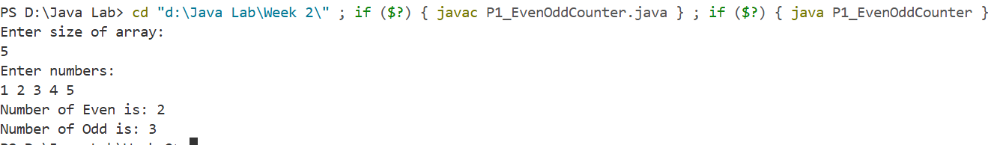 PS D:\Java Lab> cd "d:\Java Lab\Week 2\" ; if ($?) { javac P1_EvenOddCounter.java } ; if ($?) { java P1_EvenOddCounter }
Enter size of array:
5
Enter numbers:
1 2 3 4 5
Number of Even is: 2
Number of Odd is: 3